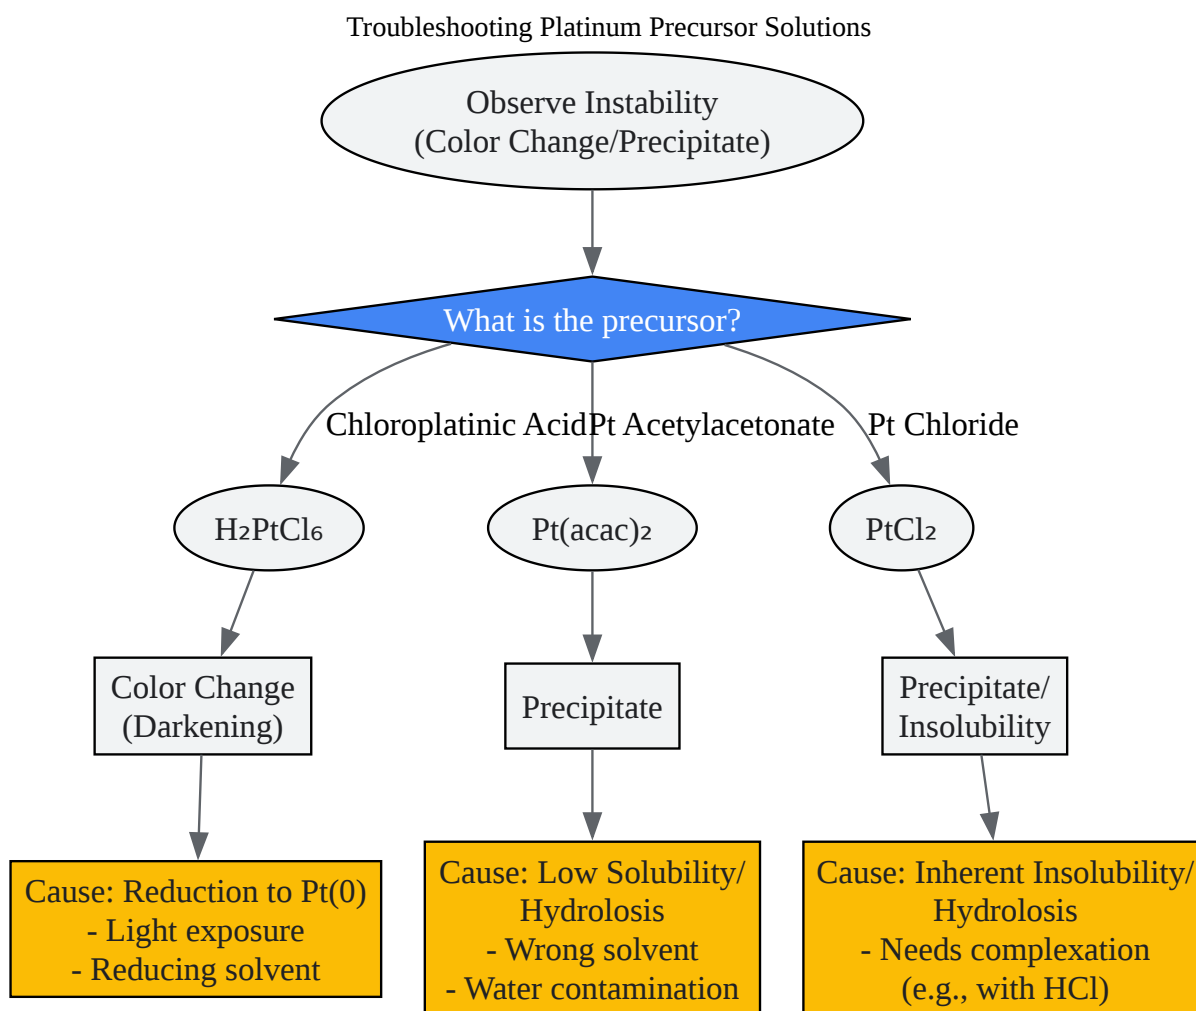 Troubleshooting Platinum Precursor Solutions
Observe Instability
(Color Change/Precipitate)
What is the precursor?
Chloroplatinic Acid
Pt Acetylacetonate
Pt Chloride
H₂PtCl₆
Pt(acac)₂
PtCl₂
Color Change
(Darkening)
Precipitate
Precipitate/
Insolubility
Cause: Reduction to Pt(0)
- Light exposure
- Reducing solvent
Cause: Low Solubility/
Hydrolosis
- Wrong solvent
- Water contamination
Cause: Inherent Insolubility/
Hydrolosis
- Needs complexation
(e.g., with HCl)